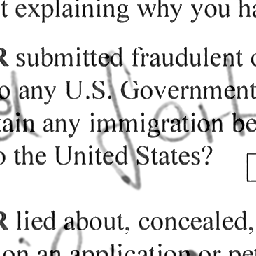 t explaining why you ha
R submitted fraudulent o
o any U.S. Government
tain any immigration be
o the United States?
R lied about, concealed,
on an application or pet